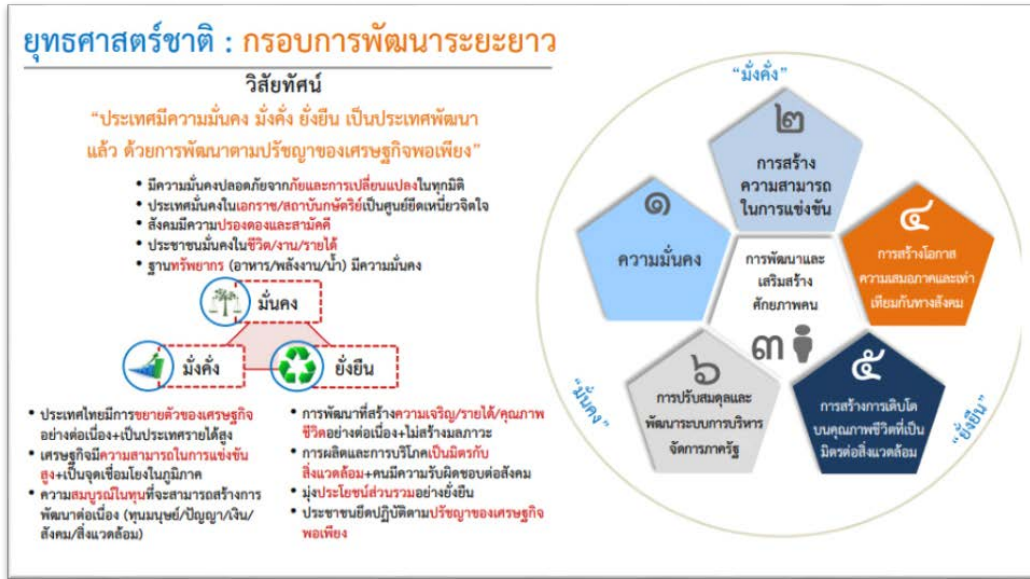 ยุทธศาสตร์ชาติ : กรอบการพัฒนาระยะยาว
วิสัยทัศน์
“ประเทศมีความมั่นคง มั่งคั่ง ยั่งยืน เป็นประเทศพัฒนา
แล้ว ด้วยการพัฒนาตามปรัชญาของเศรษฐกิจพอเพียง”
• มีความมั่นคงปลอดภัยจากภัยและการเปลี่ยนแปลงในทุกมิติ
• ประเทศมั่นคงในเอกราช/สถาบันกษัตริย์เป็นศูนย์ยึดเหนี่ยวจิตใจ
• สังคมมีความปรองดองและสามัคคี
• ประชาชนมั่นคงในชีวิต/งาน/รายได้
• ฐานทรัพยากร (อาหาร/พลังงาน/น้ำ) มีความมั่นคง
มั่นคง
มั่งคั่ง
ยั่งยืน
• ประเทศไทยมีการขยายตัวของเศรษฐกิจ
อย่างต่อเนื่อง+เป็นประเทศรายได้สูง
• เศรษฐกิจมีความสามารถในการแข่งขัน
สูง+เป็นจุดเชื่อมโยงในภูมิภาค
• ความสมบูรณ์ในทุนที่จะสามารถสร้างการ
พัฒนาต่อเนื่อง (ทุนมนุษย์/ปัญญา/เงิน/
สังคม/สิ่งแวดล้อม)
• การพัฒนาที่สร้างความเจริญ/รายได้/คุณภาพ
ชีวิตอย่างต่อเนื่อง+ไม่สร้างมลภาวะ
• การผลิตและการบริโภคเป็นมิตรกับ
สิ่งแวดล้อม+คนมีความรับผิดชอบต่อสังคม
• มุ่งประโยชน์ส่วนรวมอย่างยั่งยืน
• ประชาชนยึดปฏิบัติตามปรัชญาของเศรษฐกิจ
พอเพียง
“มั่งคั่ง”
๒
การสร้าง
ความสามารถ
ในการแข่งขัน
๑
ความมั่นคง
๔
การสร้างโอกาส
ความเสมอภาคและเท่า
เทียมกันทางสังคม
การพัฒนาและ
เสริมสร้าง
ศักยภาพคน
๓
๖
การปรับสมดุลและ
พัฒนาระบบการบริหาร
จัดการภาครัฐ
๕
การสร้างการเติบโต
บนคุณภาพชีวิตที่เป็น
มิตรต่อสิ่งแวดล้อม
“มั่นคง”
“ยั่งยืน”